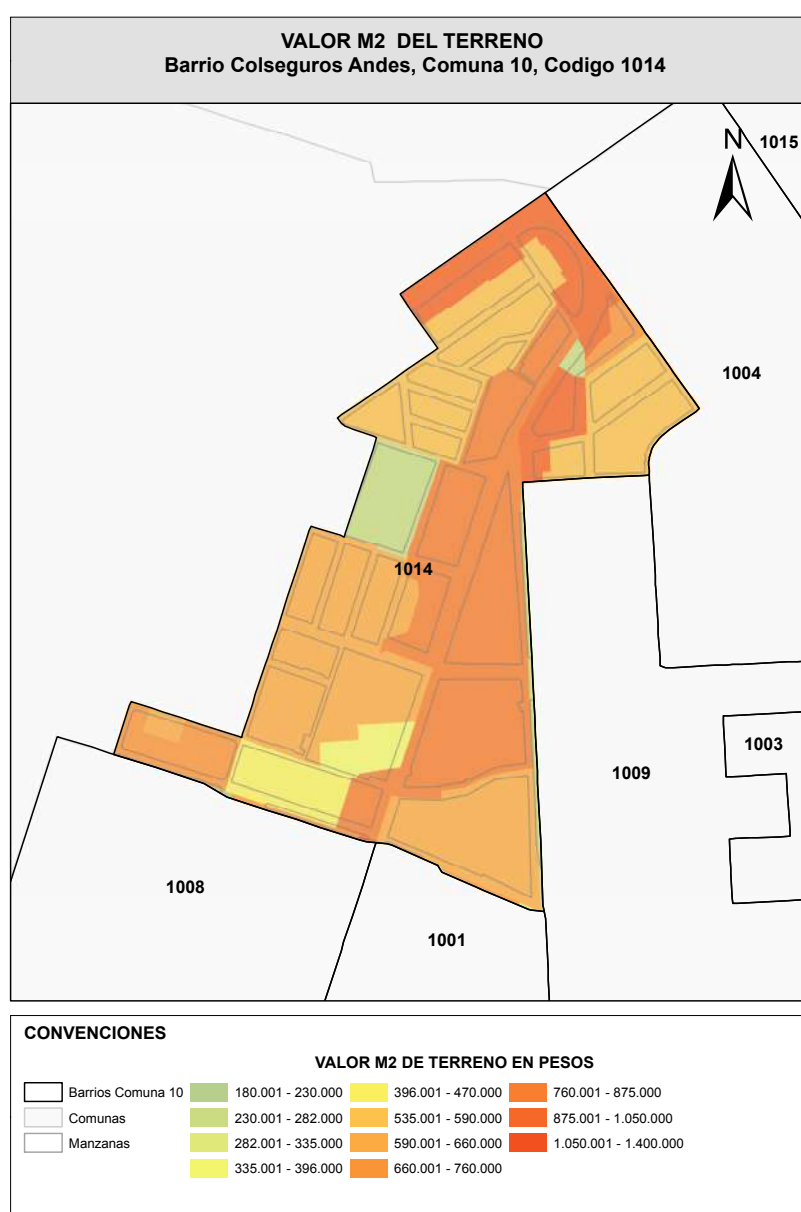 VALOR M2 DEL TERRENO
Barrio Colseguros Andes, Comuna 10, Codigo 1014
N
1015
1004
1014
1003
1009
1008
1001
CONVENCIONES
VALOR M2 DE TERRENO EN PESOS
Barrios Comuna 10
180.001 - 230.000
396.001 - 470.000
760.001 - 875.000
Comunas
230.001 - 282.000
535.001 - 590.000
875.001 - 1.050.000
Manzanas
282.001 - 335.000
590.001 - 660.000
1.050.001 - 1.400.000
335.001 - 396.000
660.001 - 760.000